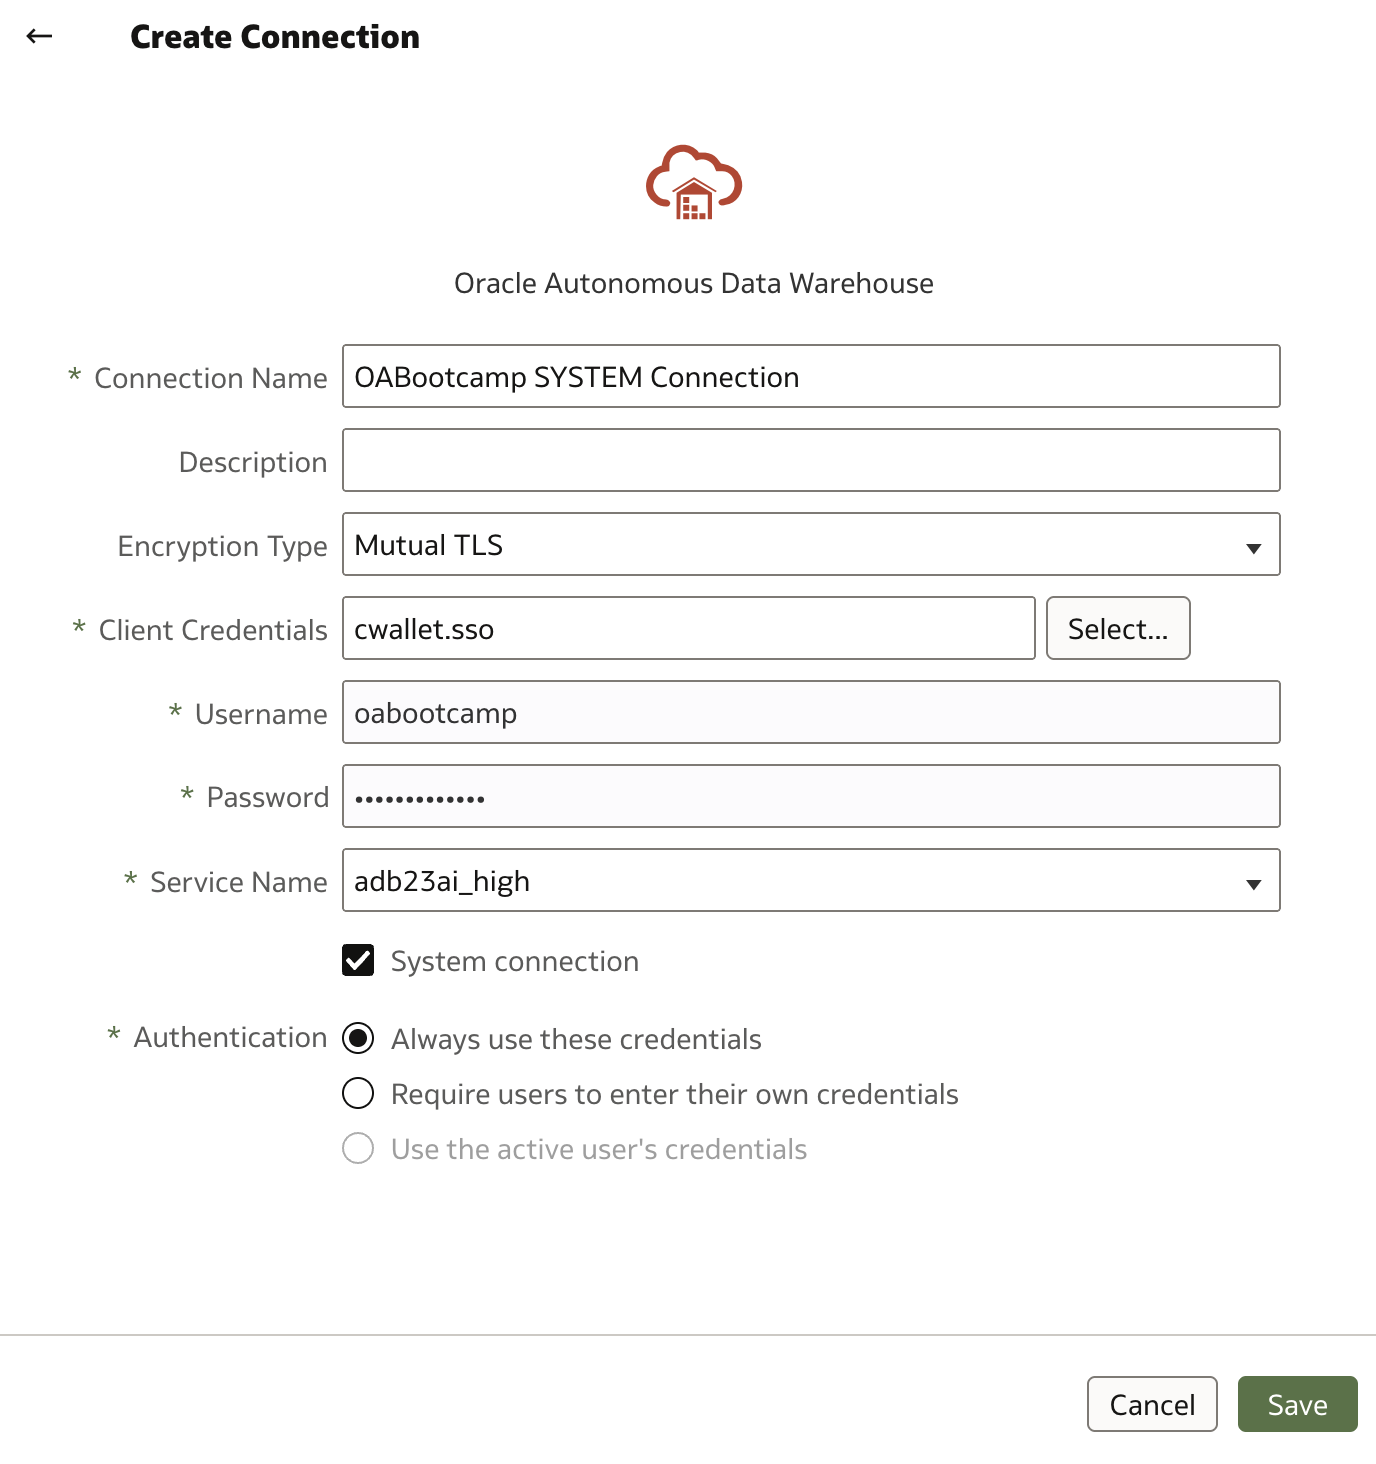 Create Connection
Oracle Autonomous Data Warehouse
* Connection Name OABootcamp SYSTEM Connection
Description
Encryption Type Mutual TLS
* Client Credentials cwallet.sso Select...
* Username oabootcamp
* Password •••••••••••••
* Service Name adb23ai_high
System connection
* Authentication Always use these credentials
Require users to enter their own credentials
Use the active user's credentials
Cancel Save